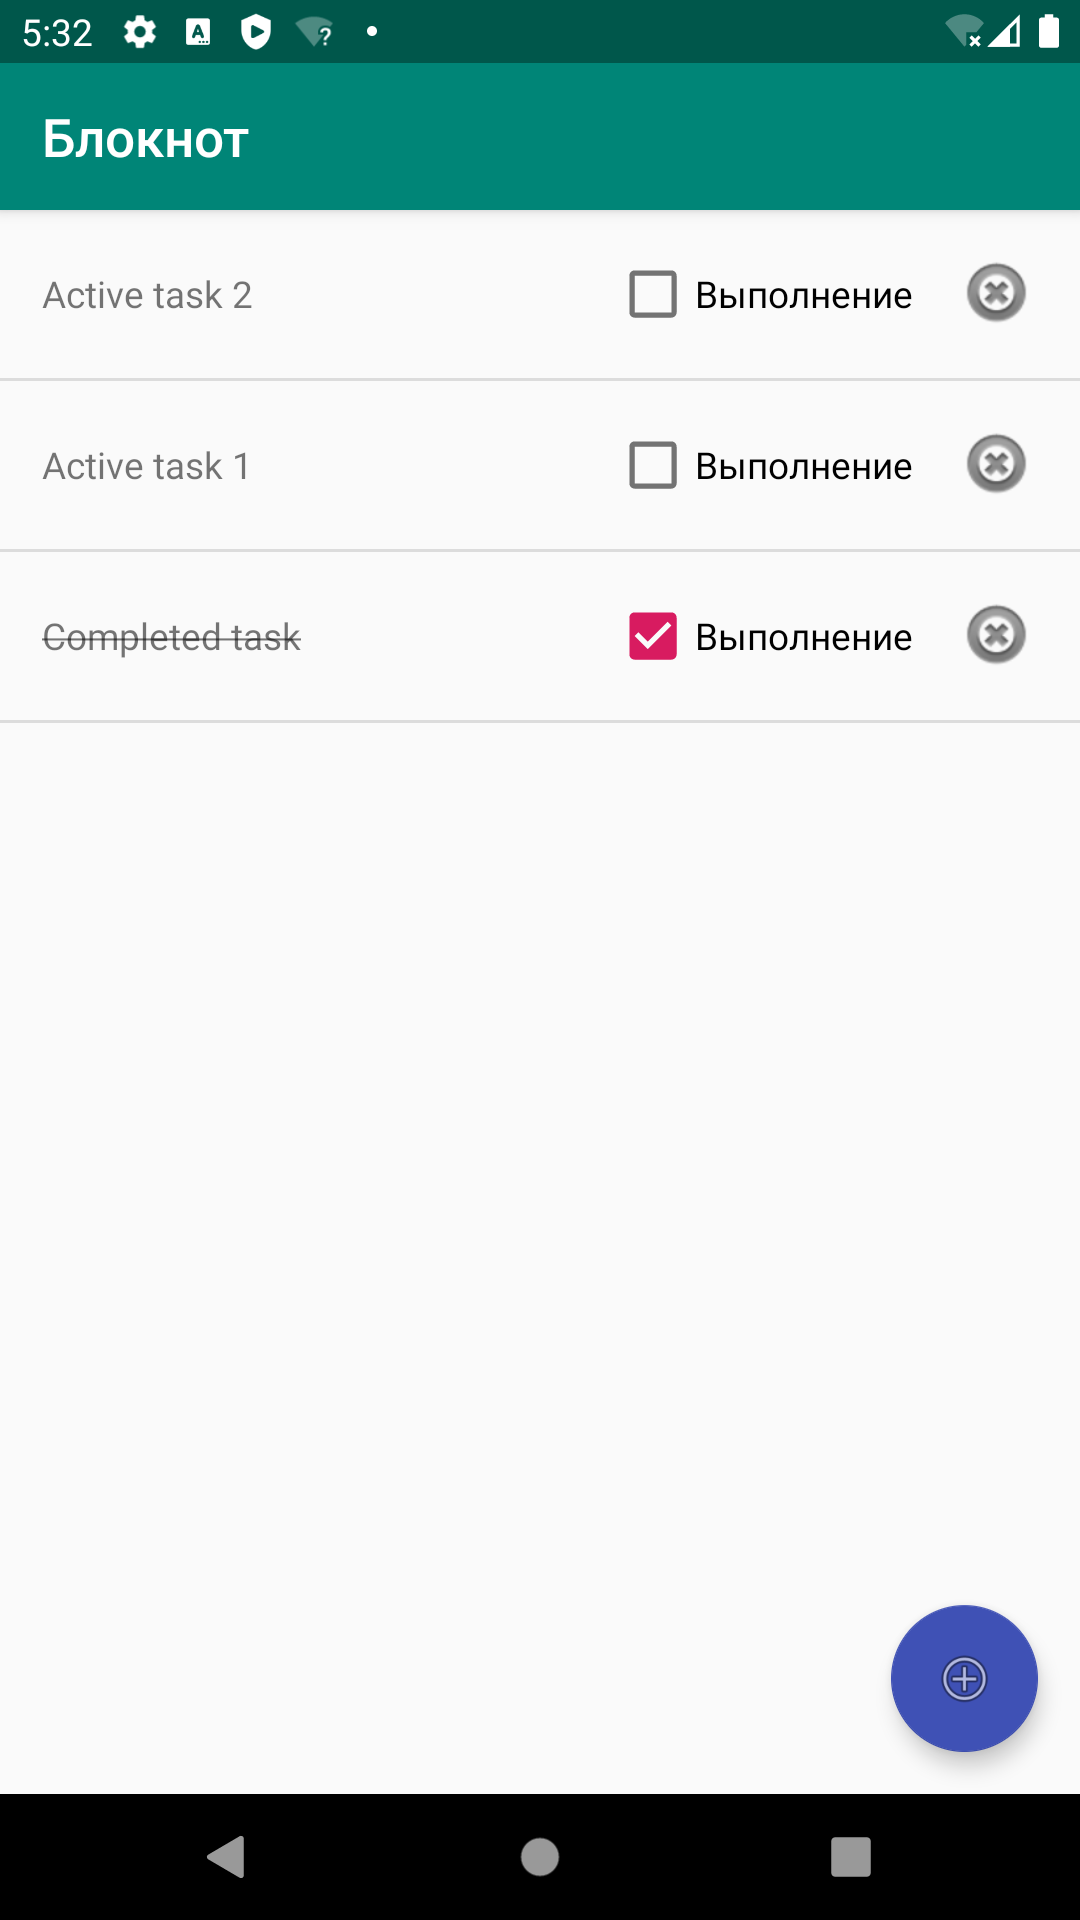 5:32
Блокнот
Active task 2 Выполнение
Active task 1 Выполнение
Completed task Выполнение